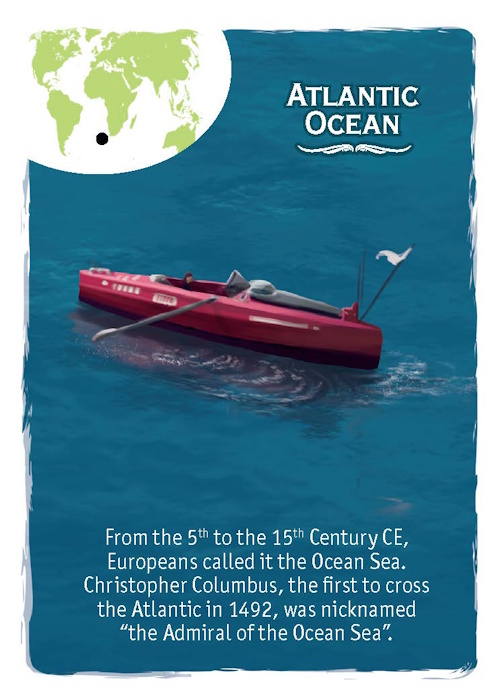 ATLANTIC
OCEAN
From the 5th to the 15th Century CE,
Europeans called it the Ocean Sea.
Christopher Columbus, the first to cross
the Atlantic in 1492, was nicknamed
“the Admiral of the Ocean Sea”.